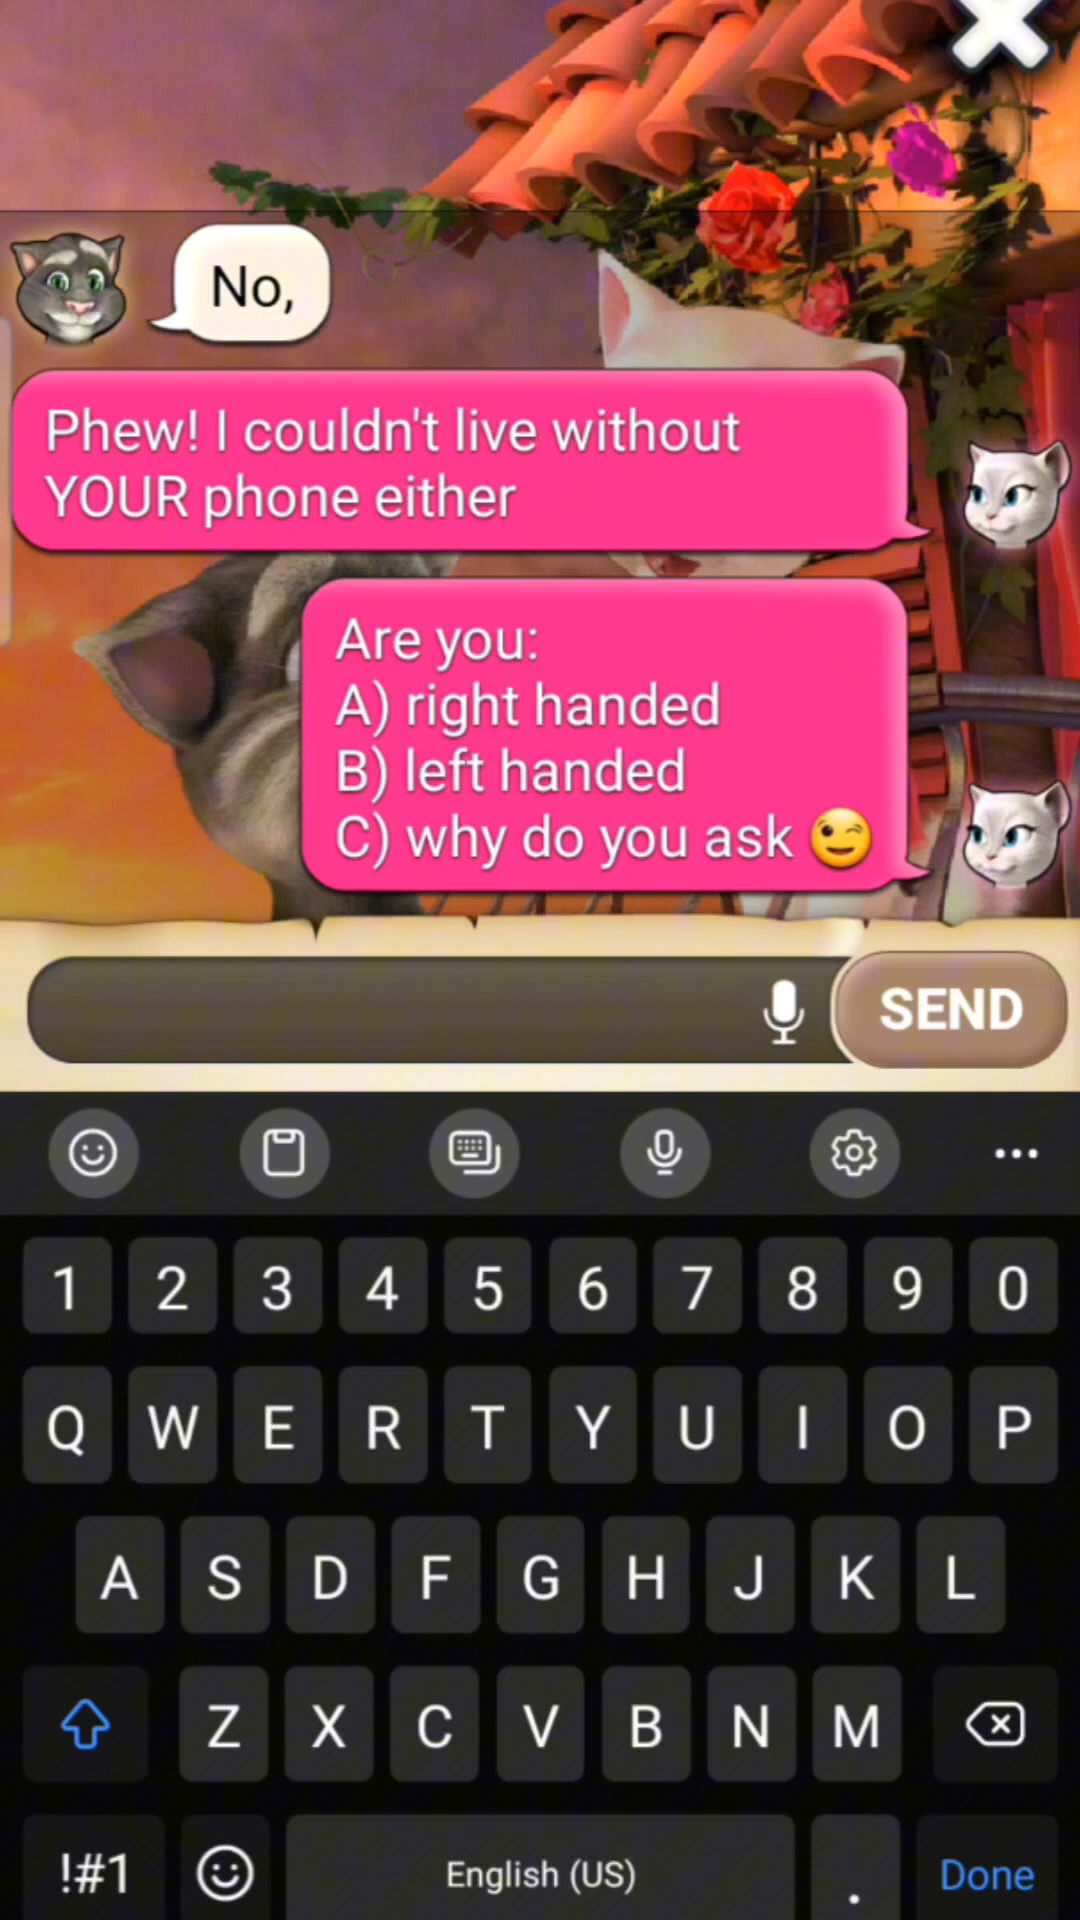 No,
Phew! I couldn't live without
YOUR phone either
Are you:
A) right handed
B) left handed
C) why do you ask 😉
SEND
1 2 3 4 5 6 7 8 9 0
Q W E R T Y U I O P
A S D F G H J K L
Z X C V B N M
!#1 English (US) . Done